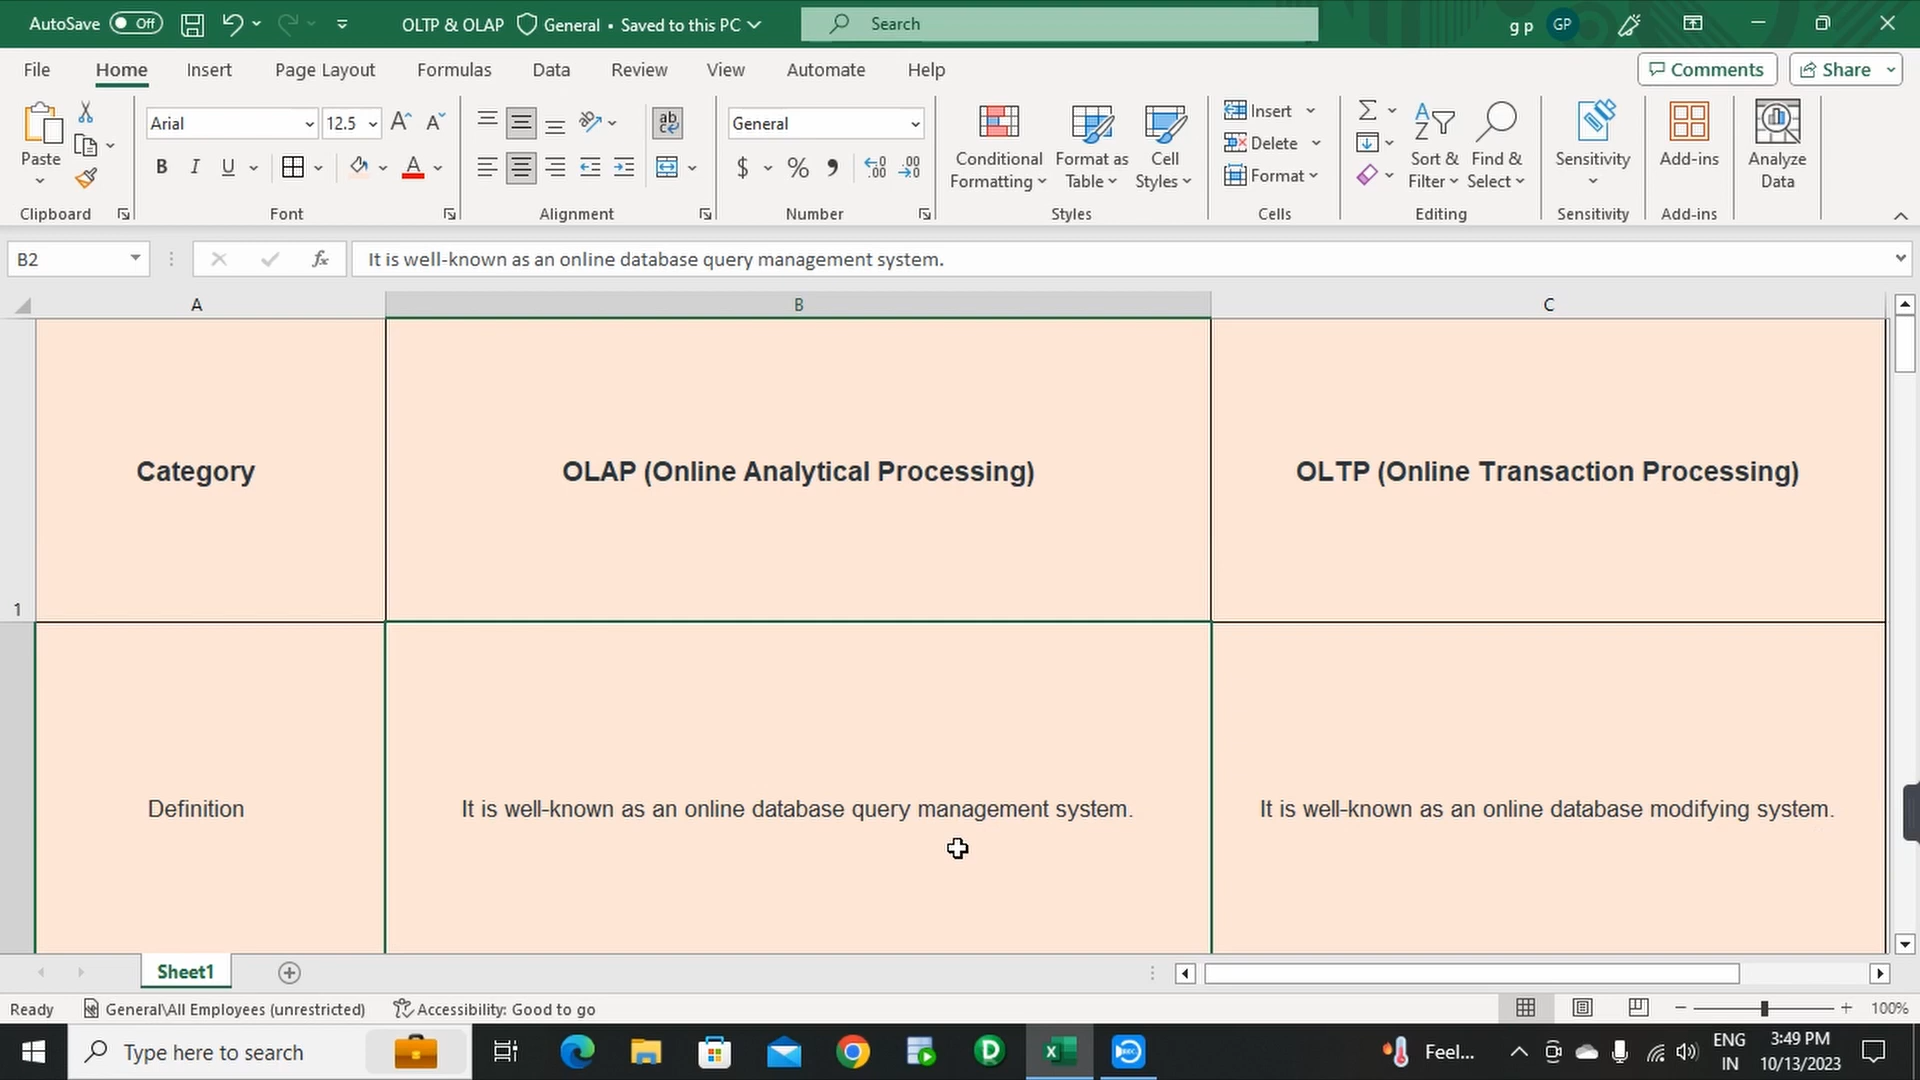 AutoSave Off OLTP & OLAP General • Saved to this PC Search g p GP
File Home Insert Page Layout Formulas Data Review View Automate Help Comments Share
Paste
Clipboard
Arial 12.5
B I U A
Font
ab
Alignment
General
$ % 9
Number
Conditional Formatting
Format as Table
Cell Styles
Styles
Insert
Delete
Format
Cells
Sort & Filter
Find & Select
Editing
Sensitivity
Sensitivity
Add-ins
Add-ins
Analyze Data
B2 fx It is well-known as an online database query management system.
A B C
1 Category OLAP (Online Analytical Processing) OLTP (Online Transaction Processing)
Definition It is well-known as an online database query management system. It is well-known as an online database modifying system.
Sheet1
Ready General\All Employees (unrestricted) Accessibility: Good to go 100%
Type here to search Feel... ENG IN 3:49 PM 10/13/2023